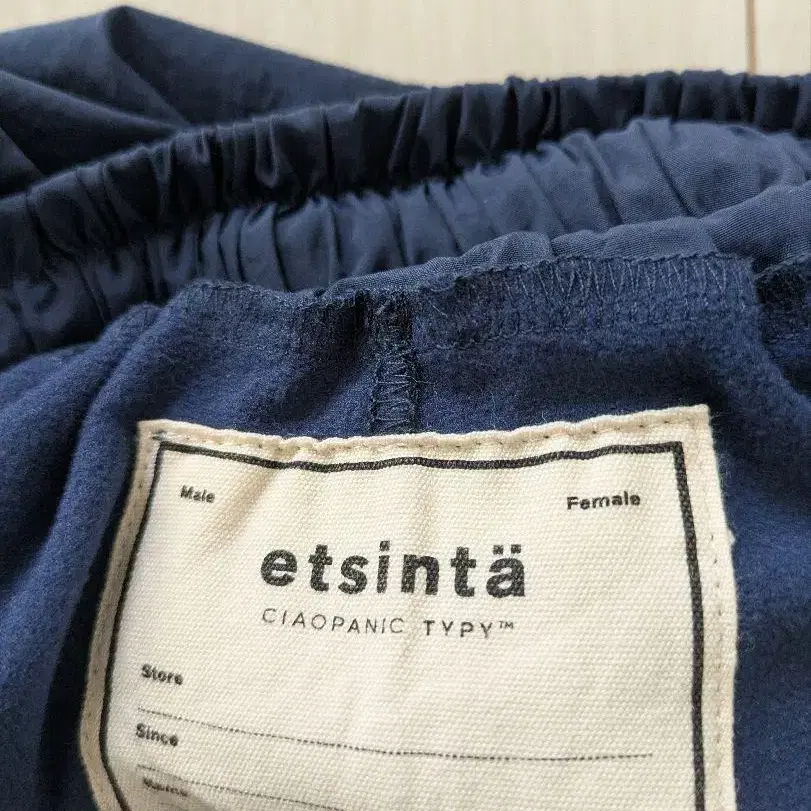 Male Female
etsintä
CIAOPANIC TYPY™
Store
Since